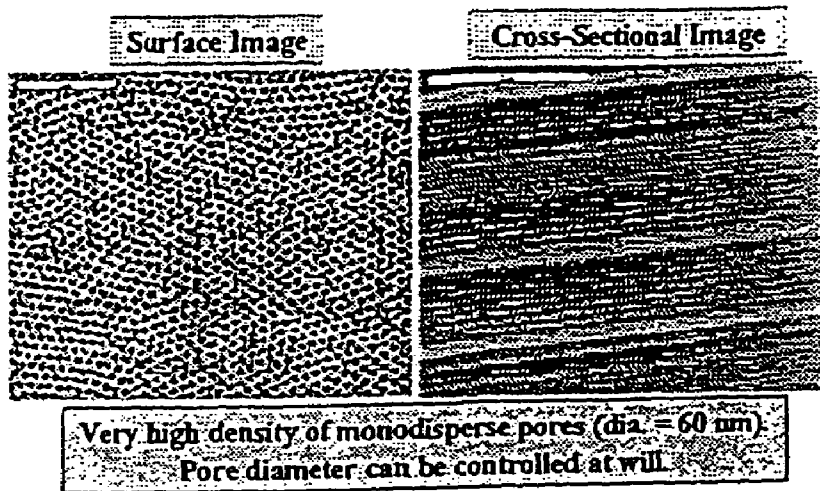 Surface Image
Cross-Sectional Image
Very high density of monodisperse pores (dia. = 60 nm).
Pore diameter can be controlled at will.